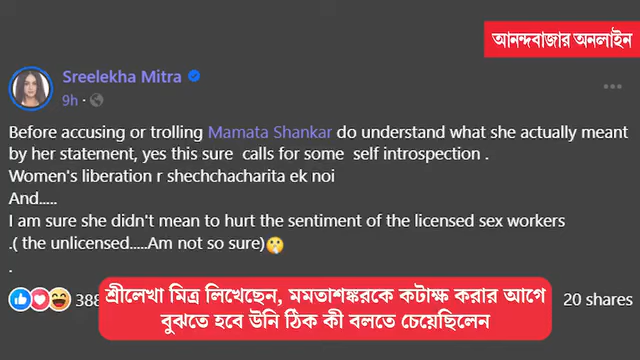 আনন্দবাজার অনলাইন
Sreelekha Mitra
9h ·
Before accusing or trolling Mamata Shankar do understand what she actually meant
by her statement, yes this sure calls for some self introspection .
Women's liberation r shechchacharita ek noi
And.....
I am sure she didn't mean to hurt the sentiment of the licensed sex workers
.( the unlicensed.....Am not so sure)🤫
.
388
20 shares
শ্রীলেখা মিত্র লিখেছেন, মমতাশঙ্করকে কটাক্ষ করার আগে
বুঝতে হবে উনি ঠিক কী বলতে চেয়েছিলেন